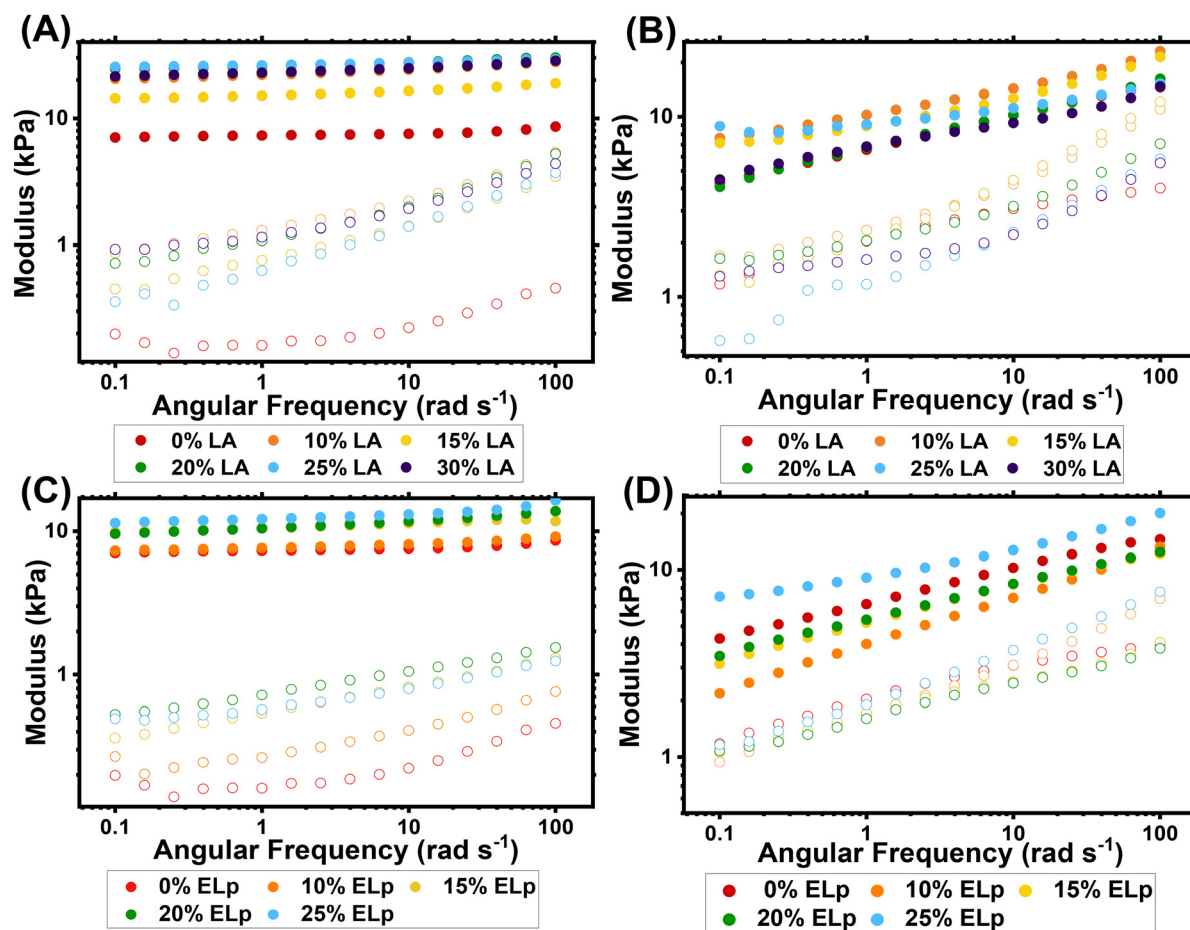 (A)
Modulus (kPa)
10
1
0.1 1 10 100
Angular Frequency (rad s⁻¹)
0% LA 10% LA 15% LA
20% LA 25% LA 30% LA
(B)
Modulus (kPa)
10
1
0.1 1 10 100
Angular Frequency (rad s⁻¹)
0% LA 10% LA 15% LA
20% LA 25% LA 30% LA
(C)
Modulus (kPa)
10
1
0.1 1 10 100
Angular Frequency (rad s⁻¹)
0% ELp 10% ELp 15% ELp
20% ELp 25% ELp
(D)
Modulus (kPa)
10
1
0.1 1 10 100
Angular Frequency (rad s⁻¹)
0% ELp 10% ELp 15% ELp
20% ELp 25% ELp